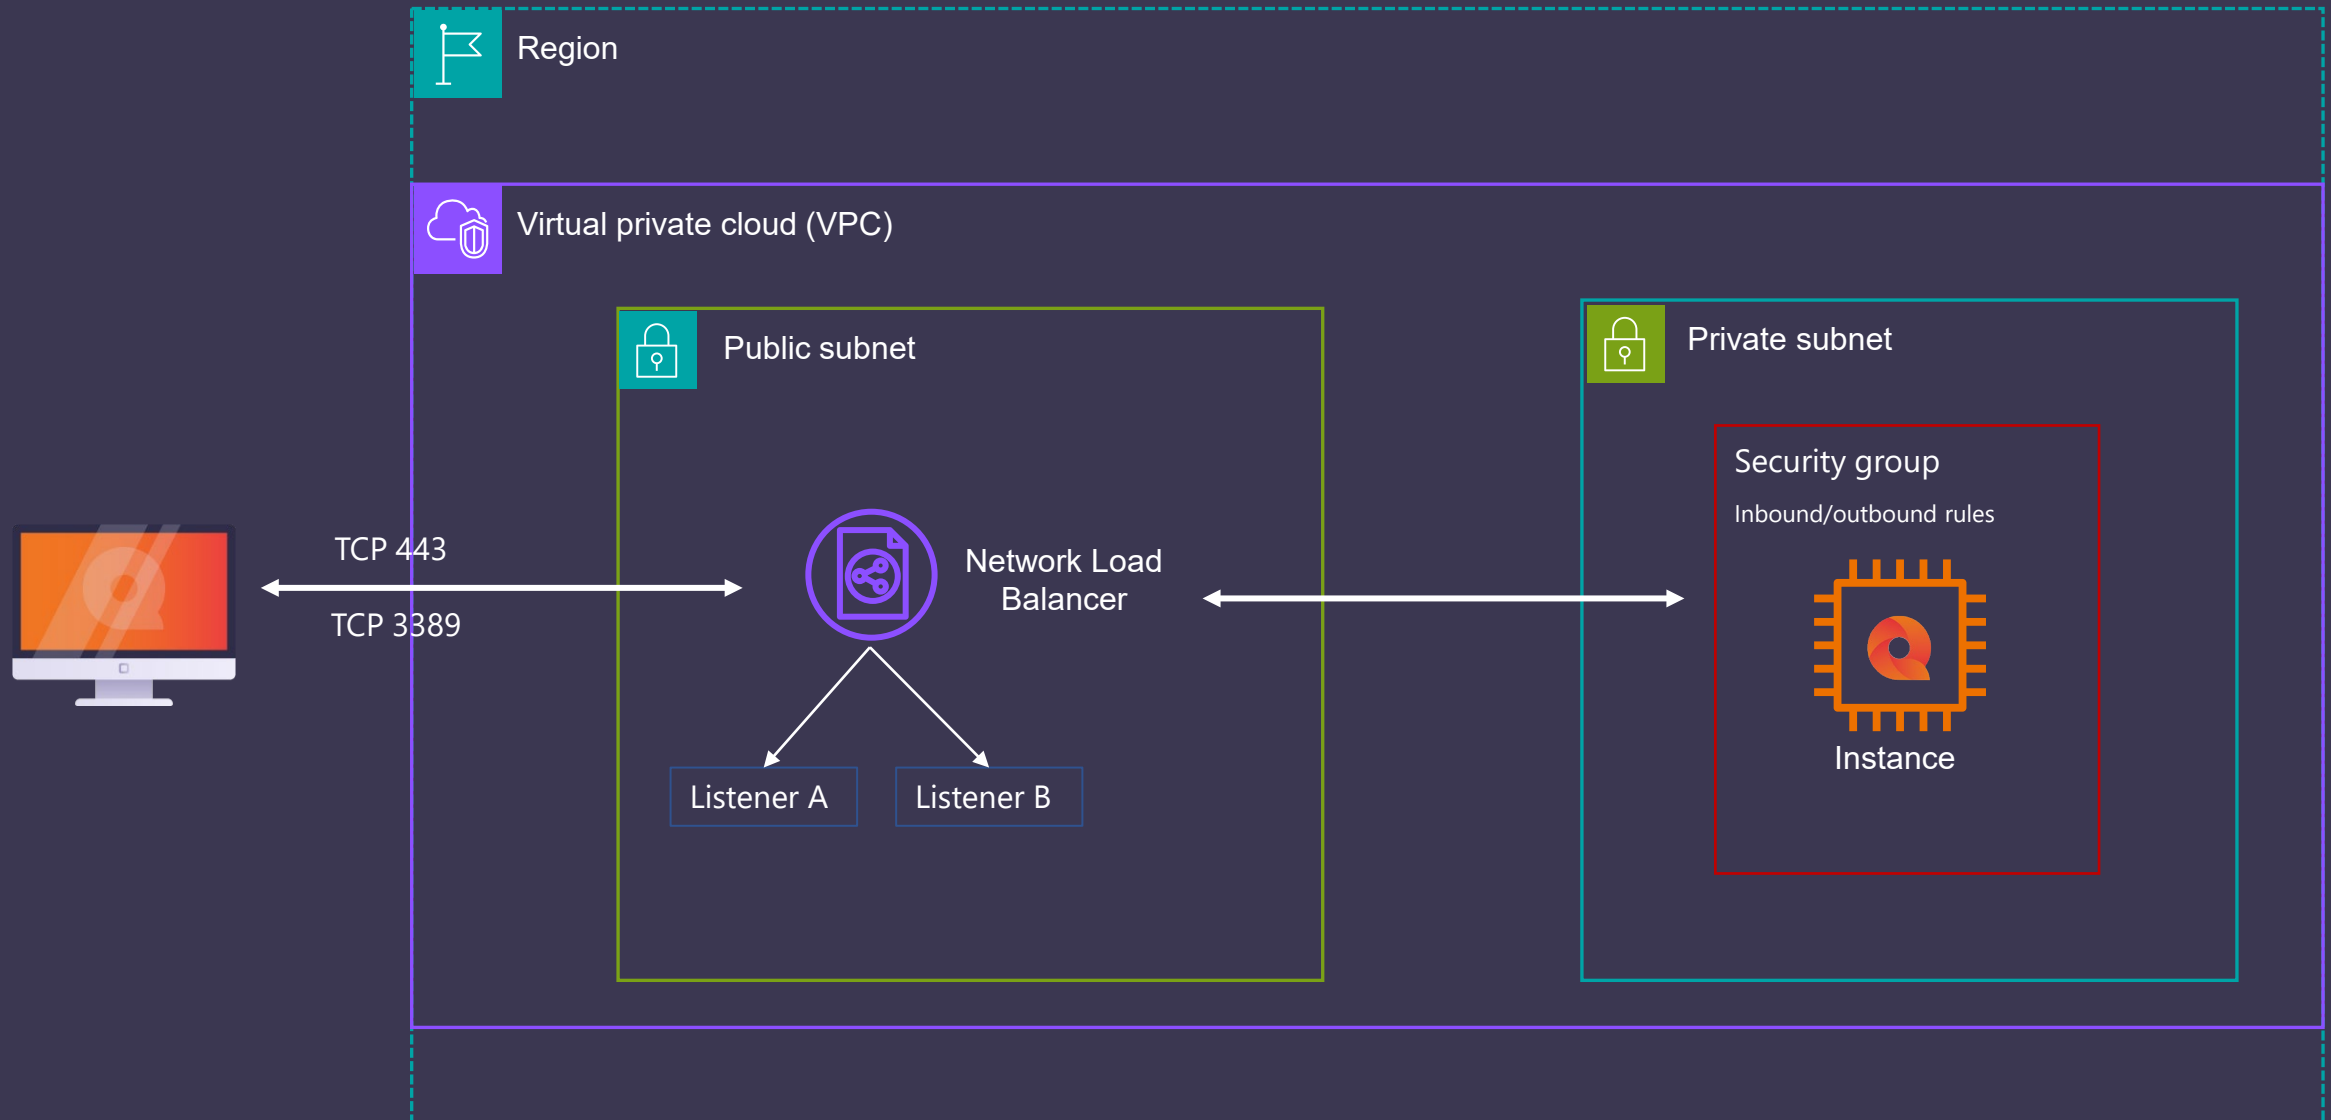 Region
Virtual private cloud (VPC)
Public subnet
Private subnet
Security group
Inbound/outbound rules
TCP 443
TCP 3389
Network Load
Balancer
Instance
Listener A
Listener B